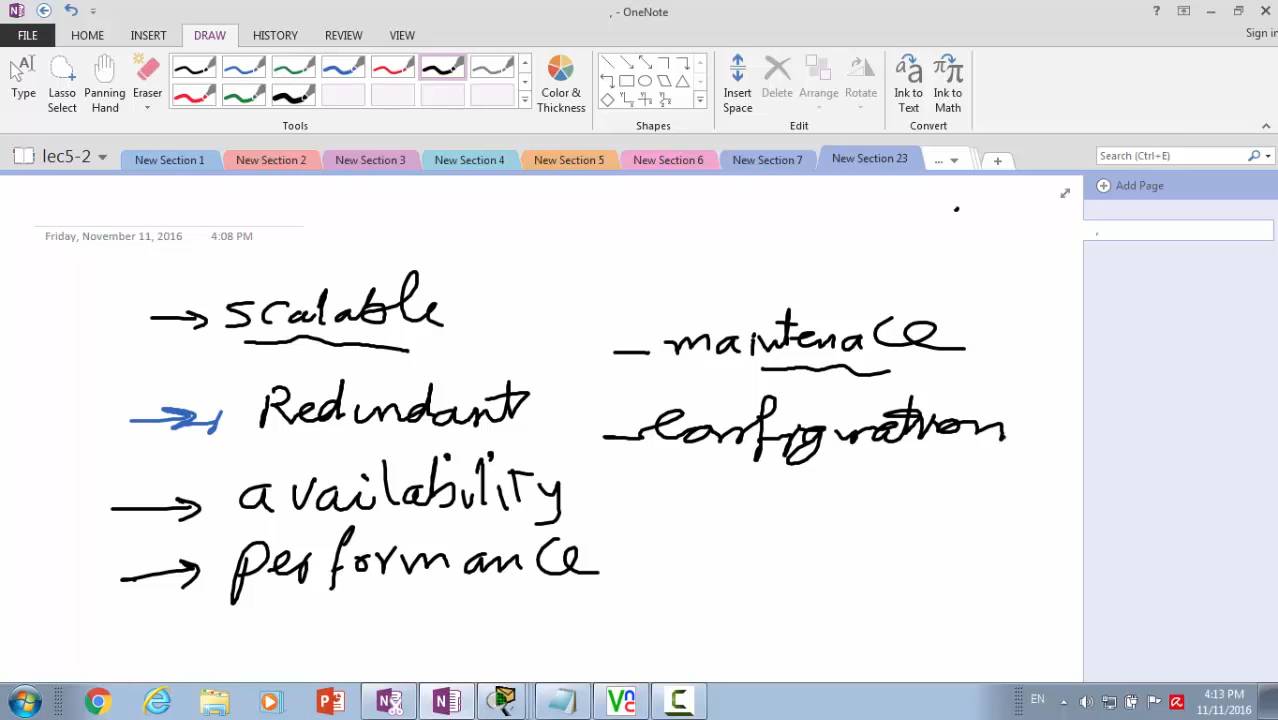 , - OneNote
? 
Sign in
FILE HOME INSERT DRAW HISTORY REVIEW VIEW
Type
Lasso Select
Panning Hand
Eraser
Color & Thickness
Insert Space
Delete
Arrange
Rotate
Ink to Text
Ink to Math
Tools
Shapes
Edit
Convert
lec5-2
New Section 1
New Section 2
New Section 3
New Section 4
New Section 5
New Section 6
New Section 7
New Section 23
...
Search (Ctrl+E)
Add Page
,
Friday, November 11, 2016 4:08 PM
scalable
Redundant
availability
performance
maintenace
configuration
EN
4:13 PM
11/11/2016